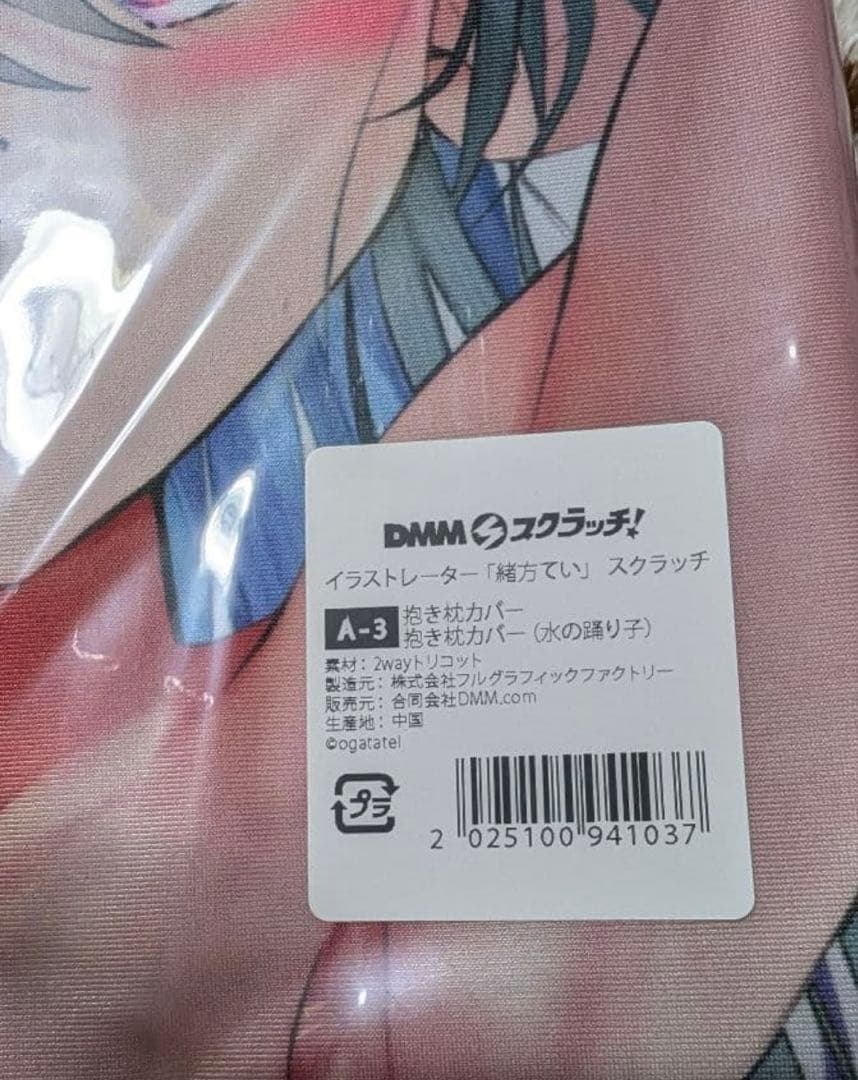 DMMスクラッチ!
イラストレーター「緒方てい」 スクラッチ
A-3
抱き枕カバー
抱き枕カバー（水の踊り子）
素材：2wayトリコット
製造元：株式会社フルグラフィックファクトリー
販売元：合同会社DMM.com
生産地：中国
©ogatatei
プラ
2 025100 941037